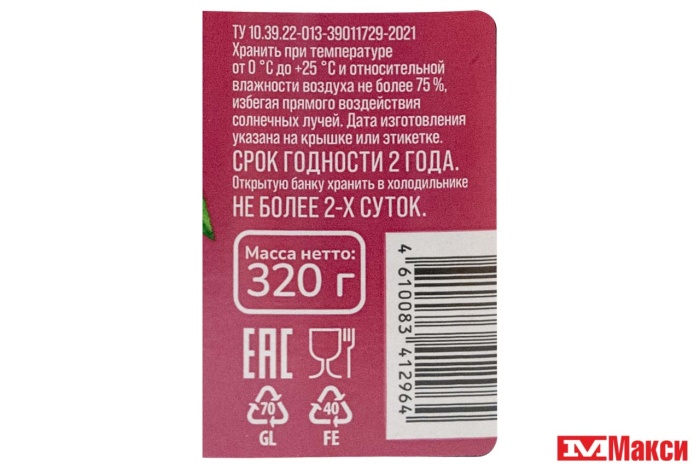 ТУ 10.39.22-013-39011729-2021
Хранить при температуре
от 0 °С до +25 °С и относительной
влажности воздуха не более 75 %,
избегая прямого воздействия
солнечных лучей. Дата изготовления
указана на крышке или этикетке.
СРОК ГОДНОСТИ 2 ГОДА.
Открытую банку хранить в холодильнике
НЕ БОЛЕЕ 2-Х СУТОК.
Масса нетто:
320 г
4 610083 412964
EAC
70
GL
40
FE
Макси